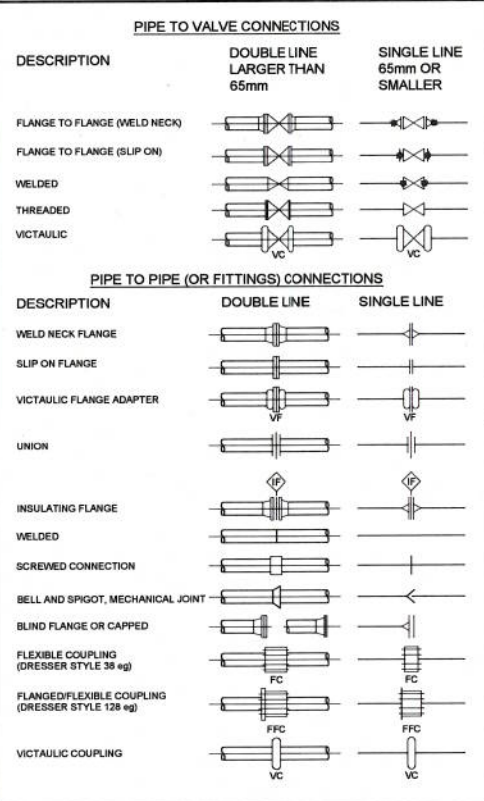 PIPE TO VALVE CONNECTIONS
DESCRIPTION
DOUBLE LINE
LARGER THAN
65mm
SINGLE LINE
65mm OR
SMALLER
FLANGE TO FLANGE (WELD NECK)
FLANGE TO FLANGE (SLIP ON)
WELDED
THREADED
VICTAULIC
VC
VC
PIPE TO PIPE (OR FITTINGS) CONNECTIONS
DESCRIPTION
DOUBLE LINE
SINGLE LINE
WELD NECK FLANGE
SLIP ON FLANGE
VICTAULIC FLANGE ADAPTER
VF
VF
UNION
IF
IF
INSULATING FLANGE
WELDED
SCREWED CONNECTION
BELL AND SPIGOT, MECHANICAL JOINT
BLIND FLANGE OR CAPPED
FLEXIBLE COUPLING
(DRESSER STYLE 38 eg)
FC
FC
FLANGED/FLEXIBLE COUPLING
(DRESSER STYLE 128 eg)
FFC
FFC
VICTAULIC COUPLING
VC
VC